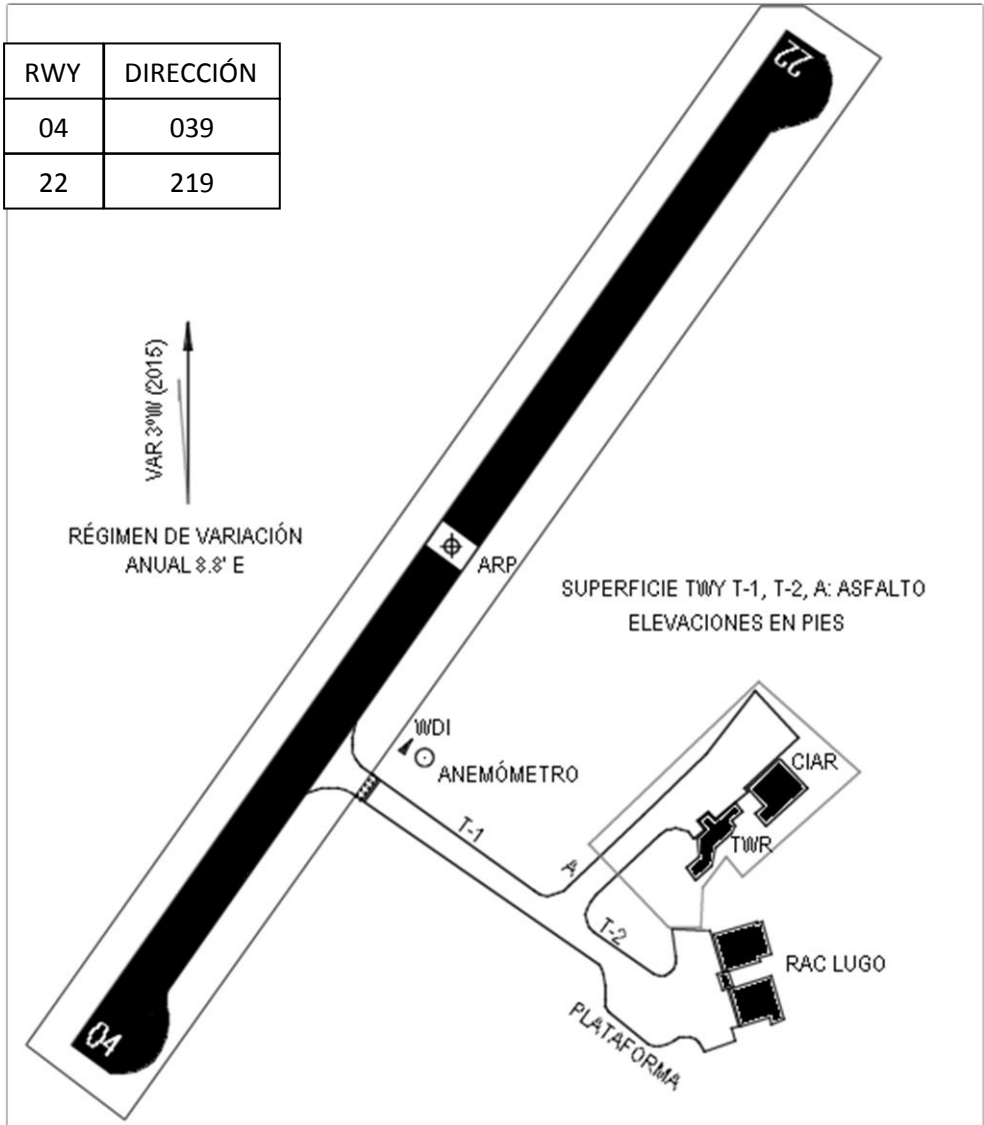 RWY DIRECCIÓN
04 039
22 219
22
VAR 3ºW (2015)
RÉGIMEN DE VARIACIÓN
ANUAL 8.8' E
ARP
SUPERFICIE TWY T-1, T-2, A: ASFALTO
ELEVACIONES EN PIES
WDI
ANEMÓMETRO
CIAR
TWR
T-1
A
T-2
RAC LUGO
PLATAFORMA
04